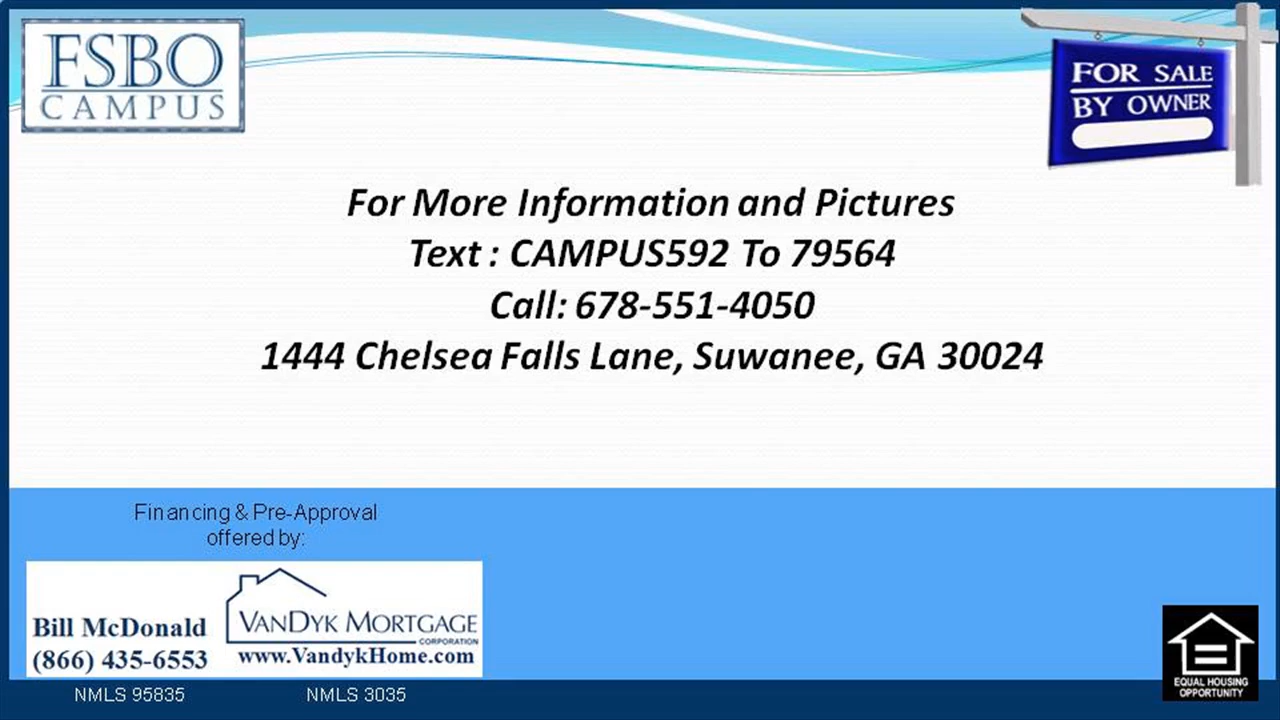 FSBO
CAMPUS
FOR SALE
BY OWNER
For More Information and Pictures
Text : CAMPUS592 To 79564
Call: 678-551-4050
1444 Chelsea Falls Lane, Suwanee, GA 30024
Financing & Pre-Approval
offered by:
Bill McDonald
(866) 435-6553
VANDYK MORTGAGE
CORPORATION
www.VandykHome.com
NMLS 95835
NMLS 3035
EQUAL HOUSING
OPPORTUNITY